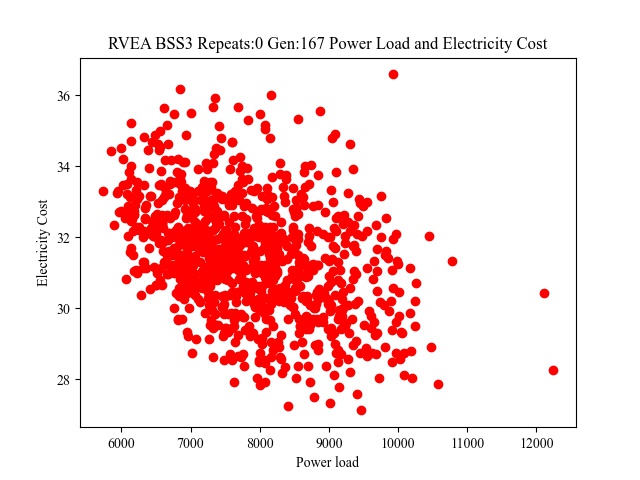 RVEA BSS3 Repeats:0 Gen:167 Power Load and Electricity Cost
Electricity Cost
36
34
32
30
28
6000 7000 8000 9000 10000 11000 12000
Power load